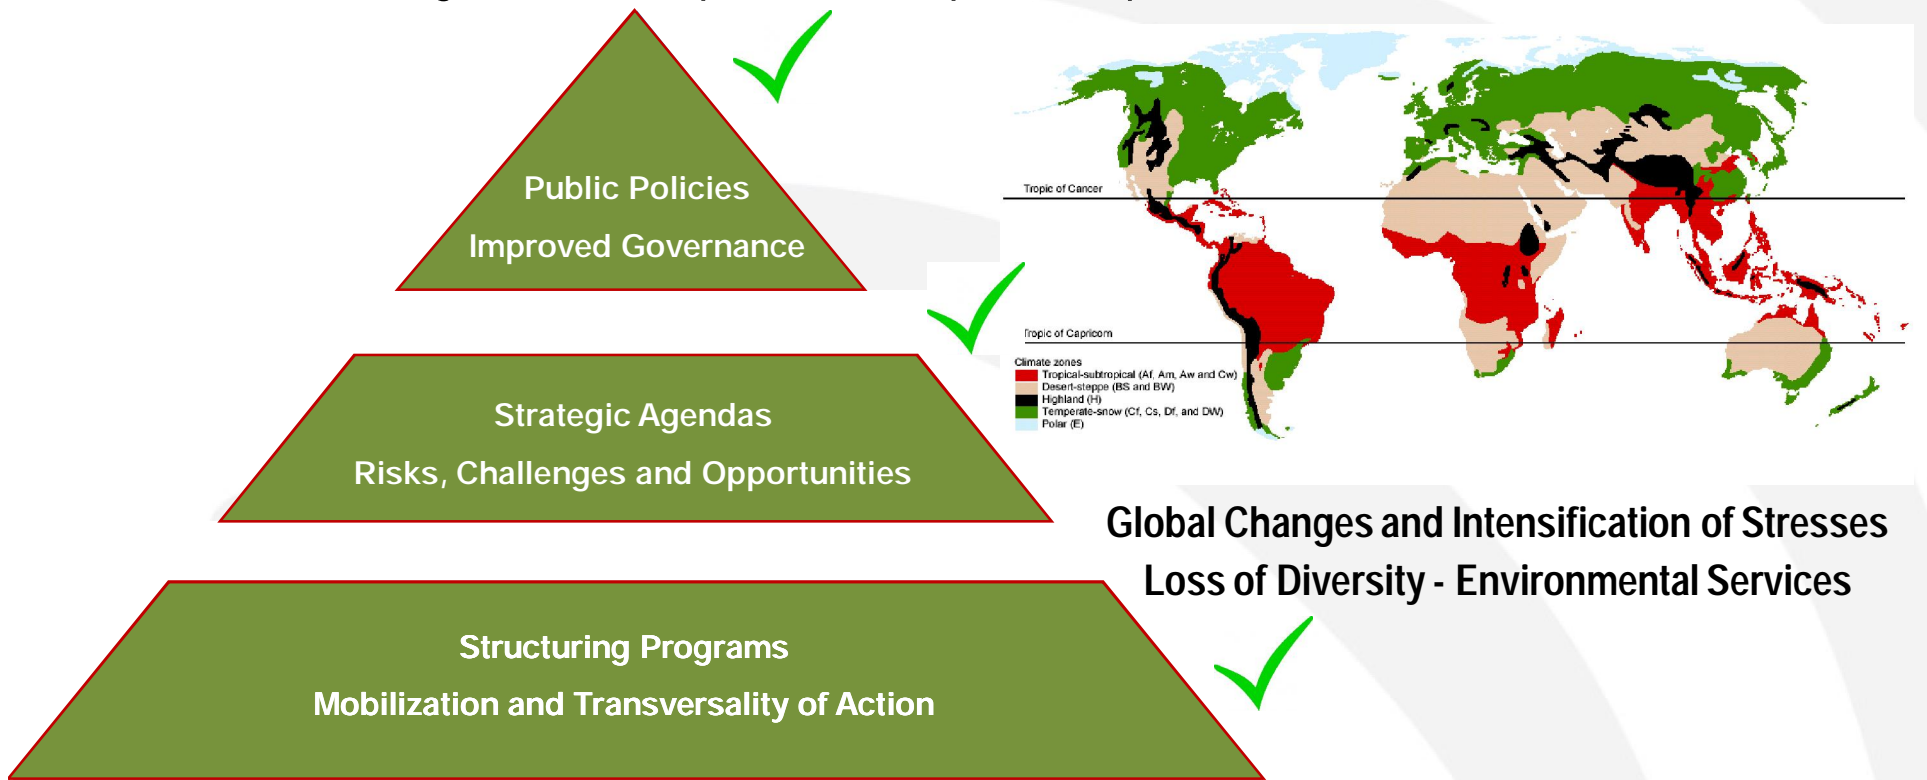 Public Policies
Improved Governance
Strategic Agendas
Risks, Challenges and Opportunities
Structuring Programs
Mobilization and Transversality of Action
Tropic of Cancer
Tropic of Capricorn
Climate zones
Tropical-subtropical (Af, Am, Aw and Cw)
Desert-steppe (BS and BW)
Highland (H)
Temperate-snow (Cf, Cs, Df, and DW)
Polar (E)
Global Changes and Intensification of Stresses
Loss of Diversity - Environmental Services